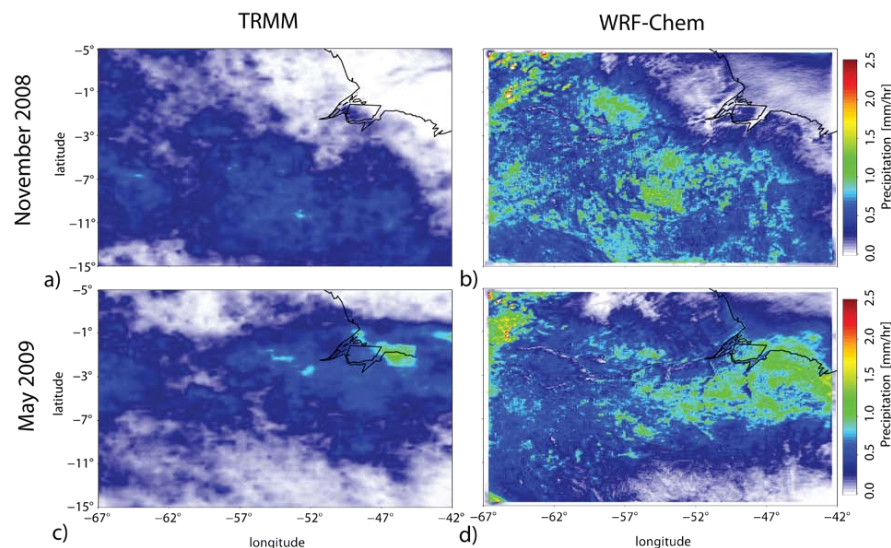 TRMM
WRF-Chem
November 2008
latitude
−5°
−1°
−3°
−7°
−11°
−15°
a)
b)
2.5
2.0
1.5
1.0
0.5
0.0
Precipitation [mm/hr]
May 2009
latitude
−5°
−1°
−3°
−7°
−11°
−15°
−67°
−62°
−57°
−52°
−47°
−42°
longitude
c)
−67°
−62°
−57°
−52°
−47°
−42
longitude
d)
2.5
2.0
1.5
1.0
0.5
0.0
Precipitation [mm/hr]